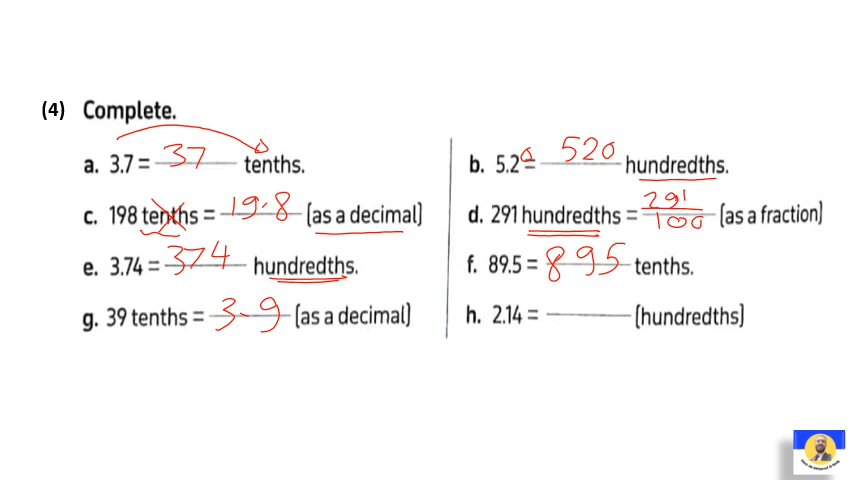 (4) Complete.
a. 3.7 = 37 tenths.
b. 5.20 = 520 hundredths.
c. 198 tenths = 19.8 (as a decimal)
d. 291 hundredths = 291/100 (as a fraction)
e. 3.74 = 374 hundredths.
f. 89.5 = 895 tenths.
g. 39 tenths = 3.9 (as a decimal)
h. 2.14 = ______ (hundredths)